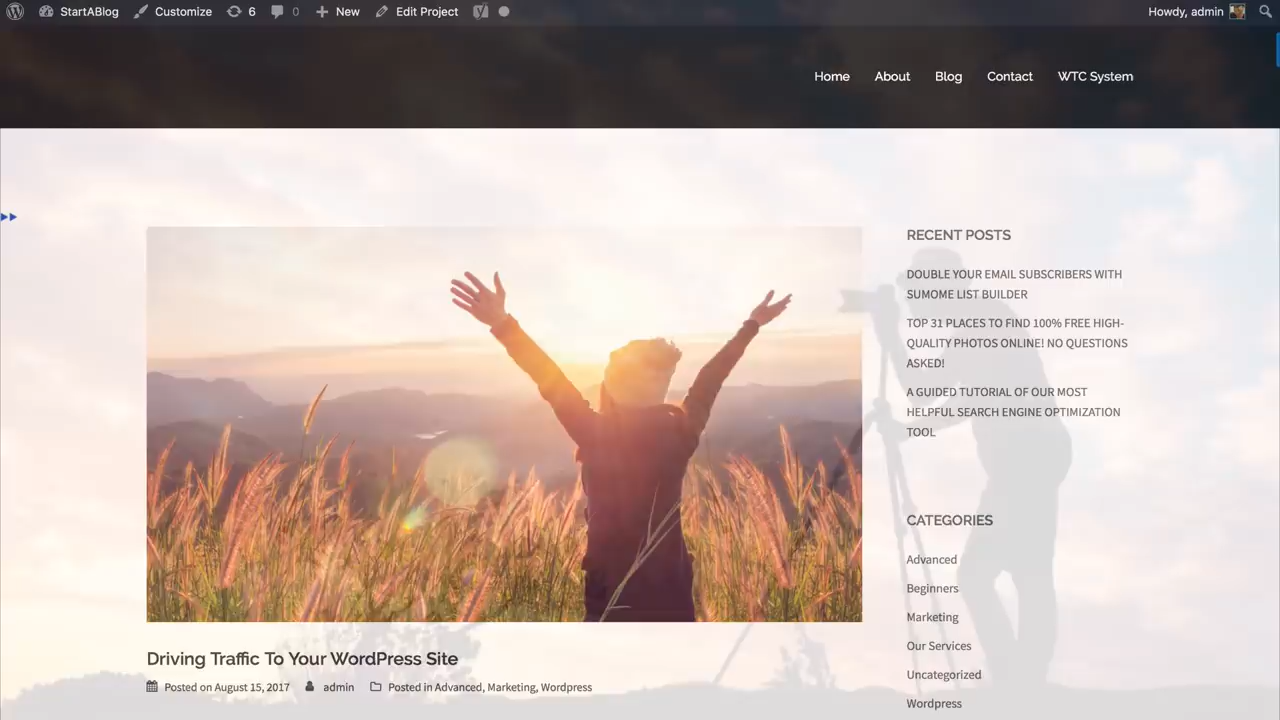 StartABlog Customize 6 0 New Edit Project Howdy, admin
Home About Blog Contact WTC System
RECENT POSTS
DOUBLE YOUR EMAIL SUBSCRIBERS WITH
SUMOME LIST BUILDER
TOP 31 PLACES TO FIND 100% FREE HIGH-
QUALITY PHOTOS ONLINE! NO QUESTIONS
ASKED!
A GUIDED TUTORIAL OF OUR MOST
HELPFUL SEARCH ENGINE OPTIMIZATION
TOOL
CATEGORIES
Advanced
Beginners
Marketing
Our Services
Uncategorized
Wordpress
Driving Traffic To Your WordPress Site
Posted on August 15, 2017 admin Posted in Advanced, Marketing, Wordpress